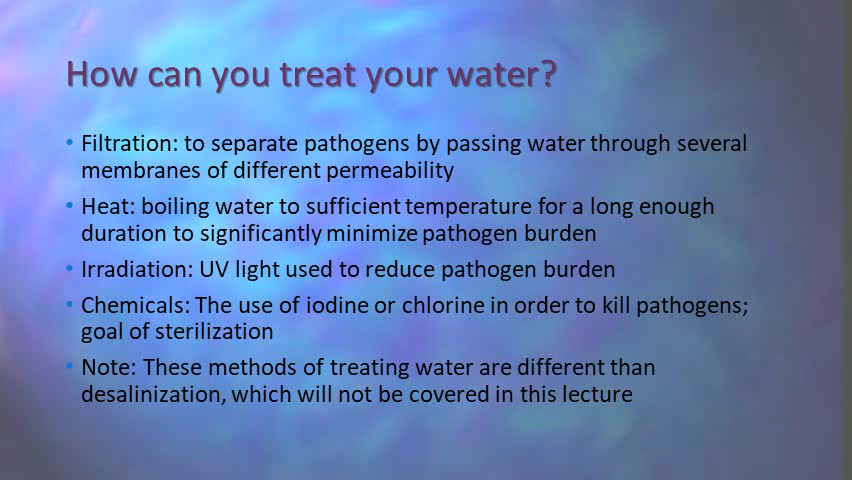 How can you treat your water?
• Filtration: to separate pathogens by passing water through several
membranes of different permeability
• Heat: boiling water to sufficient temperature for a long enough
duration to significantly minimize pathogen burden
• Irradiation: UV light used to reduce pathogen burden
• Chemicals: The use of iodine or chlorine in order to kill pathogens;
goal of sterilization
• Note: These methods of treating water are different than
desalinization, which will not be covered in this lecture